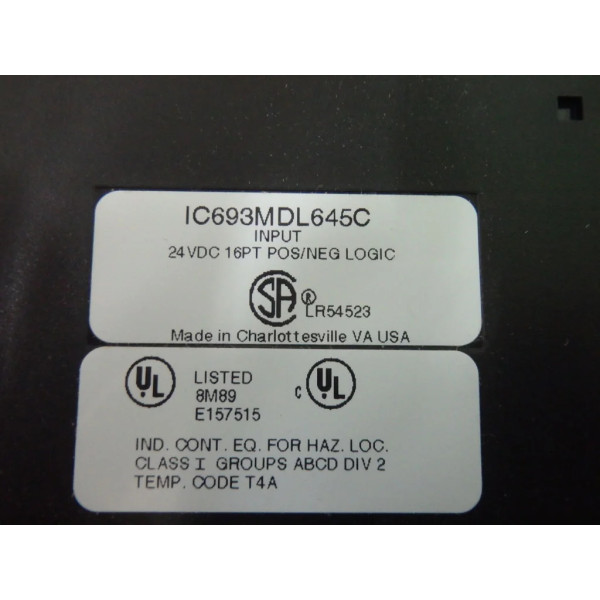 IC693MDL645C
INPUT
24VDC 16PT POS/NEG LOGIC
SA ® LR54523
Made in Charlottesville VA USA
UL LISTED C UL
8M89
E157515
IND. CONT. EQ. FOR HAZ. LOC.
CLASS I GROUPS ABCD DIV 2
TEMP. CODE T4A